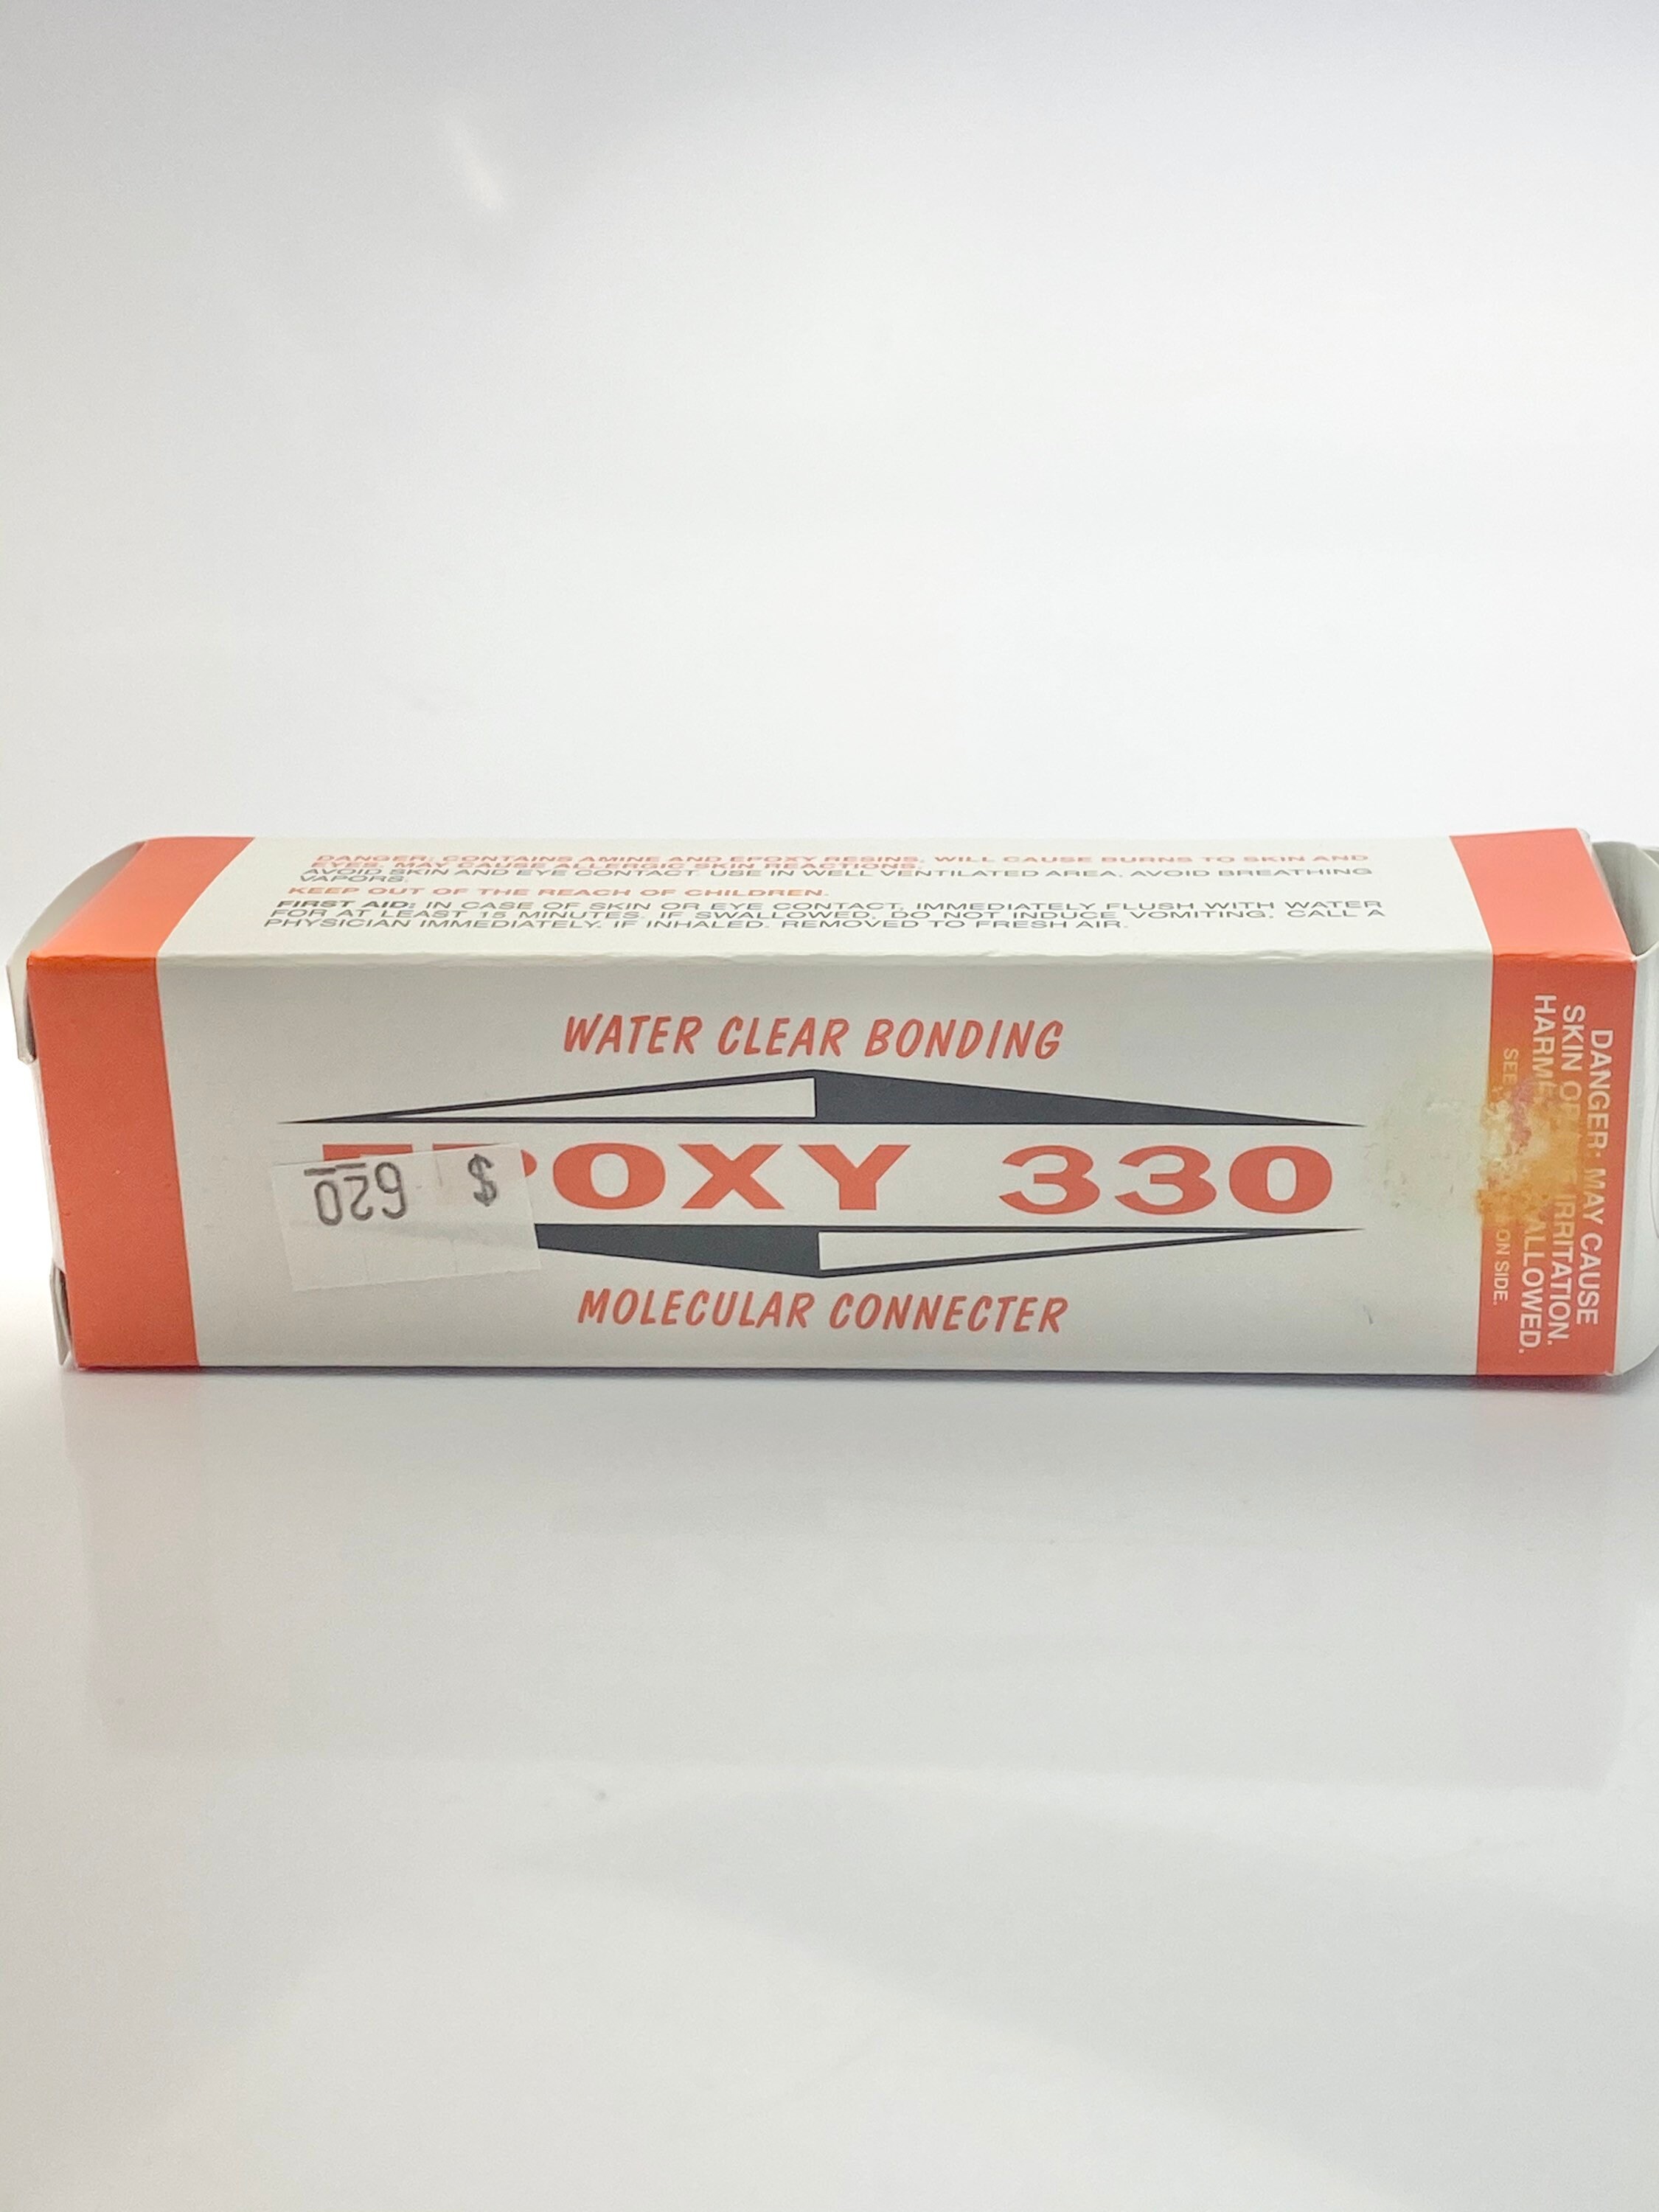 DANGER: CONTAINS AMINE AND EPOXY RESINS, WILL CAUSE BURNS TO SKIN AND
EYES. MAY CAUSE ALLERGIC SKIN REACTIONS.
AVOID SKIN AND EYE CONTACT. USE IN WELL VENTILATED AREA, AVOID BREATHING
VAPORS.
KEEP OUT OF THE REACH OF CHILDREN.
FIRST AID: IN CASE OF SKIN OR EYE CONTACT, IMMEDIATELY FLUSH WITH WATER
FOR AT LEAST 15 MINUTES. IF SWALLOWED, DO NOT INDUCE VOMITING, CALL A
PHYSICIAN IMMEDIATELY. IF INHALED. REMOVED TO FRESH AIR.
WATER CLEAR BONDING
EPOXY 330
$ 620
MOLECULAR CONNECTER
DANGER: MAY CAUSE
SKIN IRRITATION.
ALLOWED.
SEE ON SIDE.